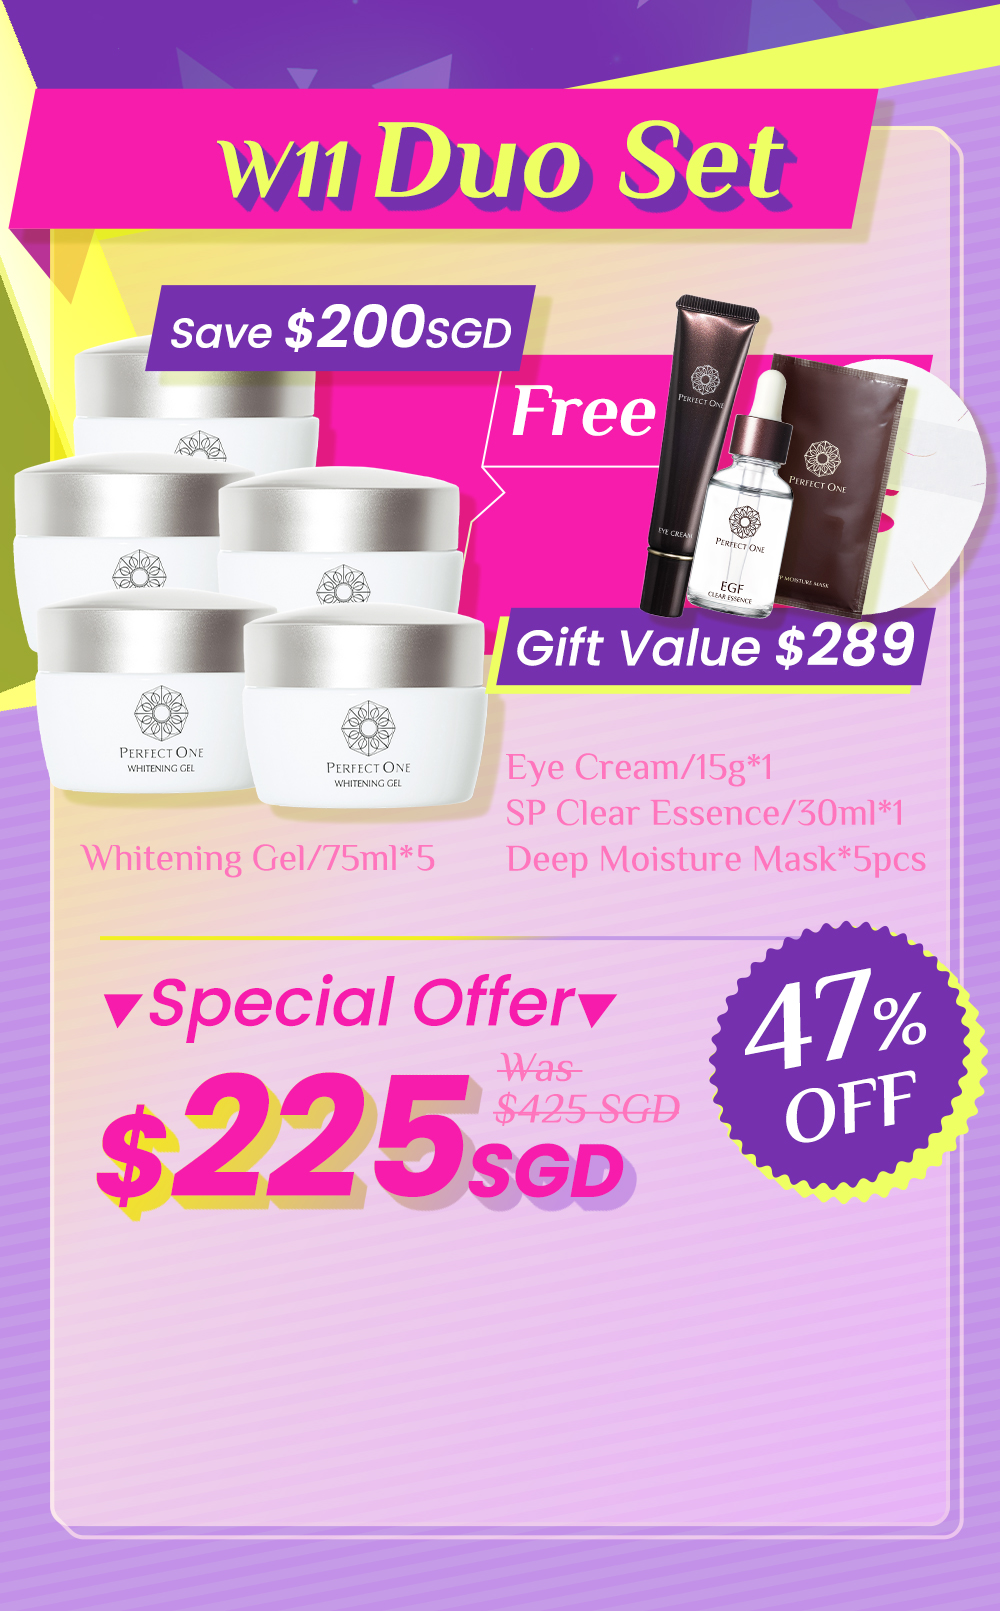 W11 Duo Set
Save $200SGD
Free
PERFECT ONE
EYE CREAM
PERFECT ONE
EGF
CLEAR ESSENCE
PERFECT ONE
P MOISTURE MASK
Gift Value $289
PERFECT ONE
WHITENING GEL
PERFECT ONE
WHITENING GEL
Whitening Gel/75ml*5
Eye Cream/15g*1
SP Clear Essence/30ml*1
Deep Moisture Mask*5pcs
▼Special Offer▼
Was
$425 SGD
$225SGD
47%
OFF